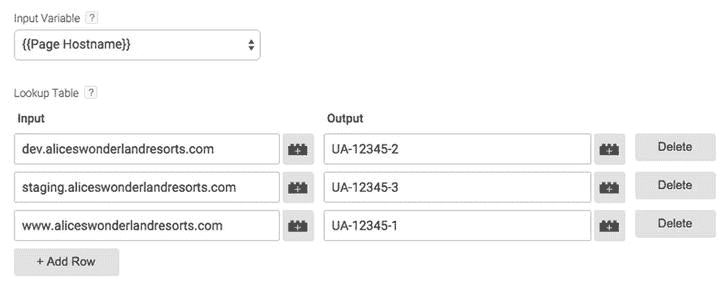 Input Variable ?
{{Page Hostname}}
Lookup Table ?
Input Output
dev.aliceswonderlandresorts.com UA-12345-2 Delete
staging.aliceswonderlandresorts.com UA-12345-3 Delete
www.aliceswonderlandresorts.com UA-12345-1 Delete
+ Add Row